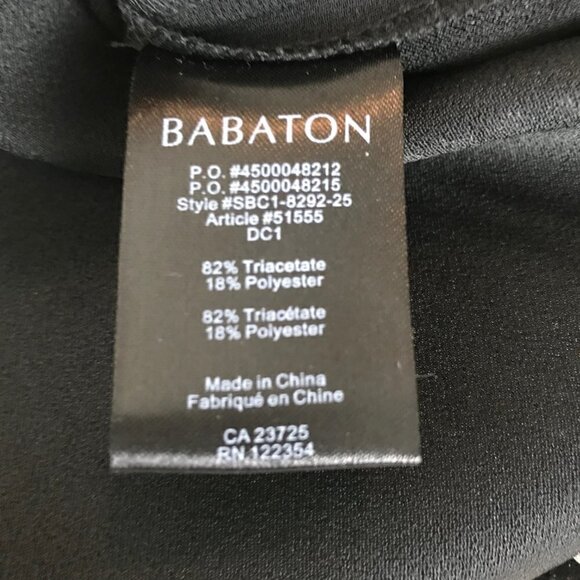 BABATON
P.O. #4500048212
P.O. #4500048215
Style #SBC1-8292-25
Article #51555
DC1
82% Triacetate
18% Polyester
82% Triacétate
18% Polyester
Made in China
Fabriqué en Chine
CA 23725
RN 122354